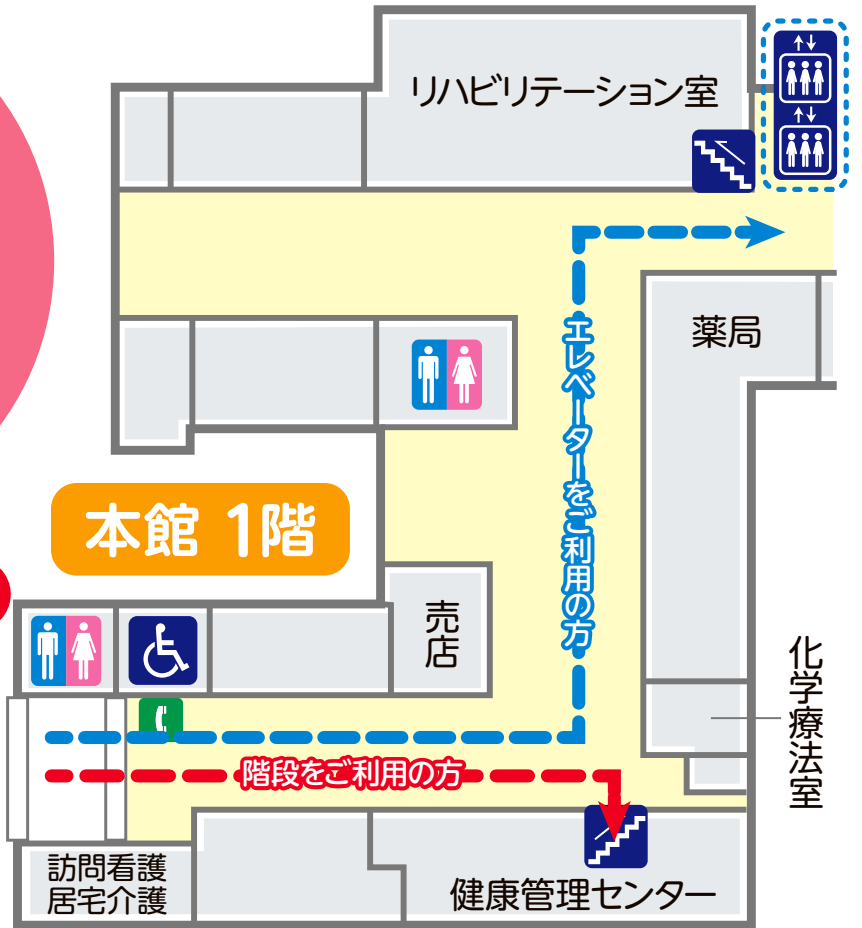 リハビリテーション室
薬局
エレベーターをご利用の方
本館 1階
売店
化学療法室
階段をご利用の方
訪問看護
居宅介護
健康管理センター